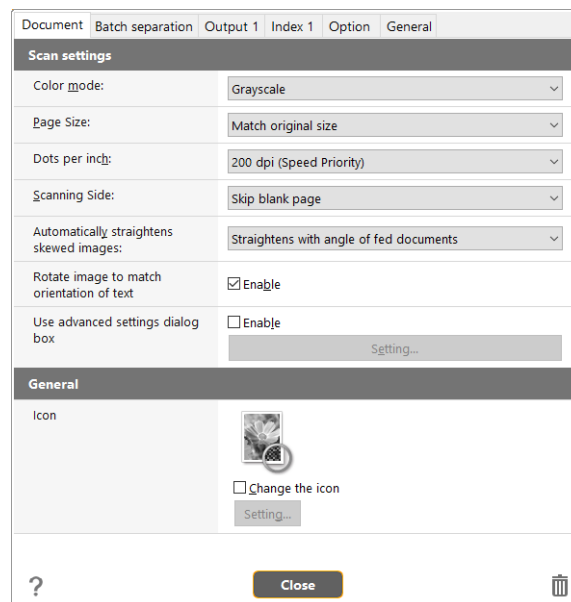 Document Batch separation Output 1 Index 1 Option General
Scan settings
Color mode: Grayscale
Page Size: Match original size
Dots per inch: 200 dpi (Speed Priority)
Scanning Side: Skip blank page
Automatically straightens
skewed images:
Straightens with angle of fed documents
Rotate image to match
orientation of text
Enable
Use advanced settings dialog
box
Enable
Setting...
General
Icon
Change the icon
Setting...
? Close